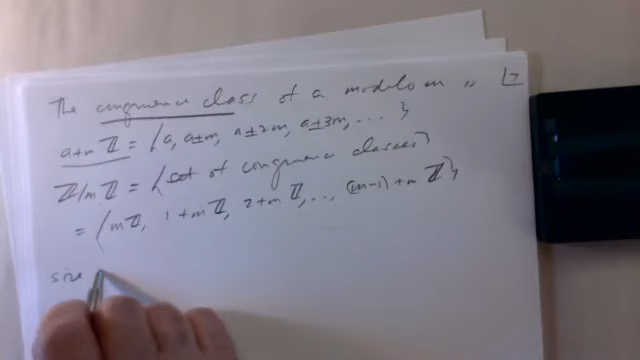 The congruence class of a modulo m is
a+mℤ = {a, a±m, a±2m, a±3m, ...}
ℤ/mℤ = {set of congruence classes}
= {mℤ, 1+mℤ, 2+mℤ, ..., (m-1)+mℤ}
size